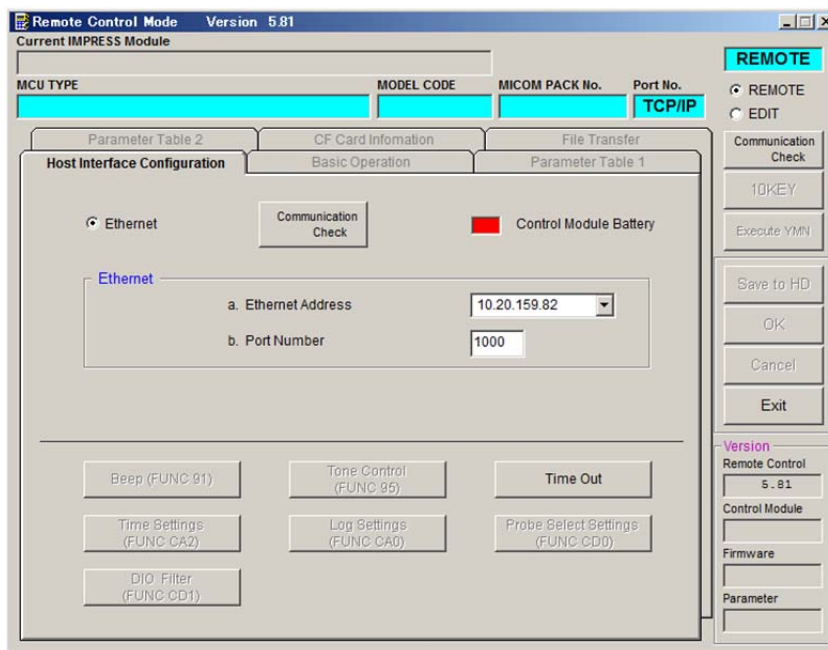 Remote Control Mode Version 5.81
Current IMPRESS Module
REMOTE
MCU TYPE
MODEL CODE
MICOM PACK No.
Port No.
TCP/IP
REMOTE
EDIT
Parameter Table 2
CF Card Infomation
File Transfer
Host Interface Configuration
Basic Operation
Parameter Table 1
Communication
Check
10KEY
Execute YMN
Ethernet
Communication
Check
Control Module Battery
Ethernet
a. Ethernet Address
10.20.159.82
b. Port Number
1000
Save to HD
OK
Cancel
Exit
Beep (FUNC 91)
Tone Control
(FUNC 95)
Time Out
Time Settings
(FUNC CA2)
Log Settings
(FUNC CA0)
Probe Select Settings
(FUNC CD0)
DIO Filter
(FUNC CD1)
Version
Remote Control
5.81
Control Module
Firmware
Parameter